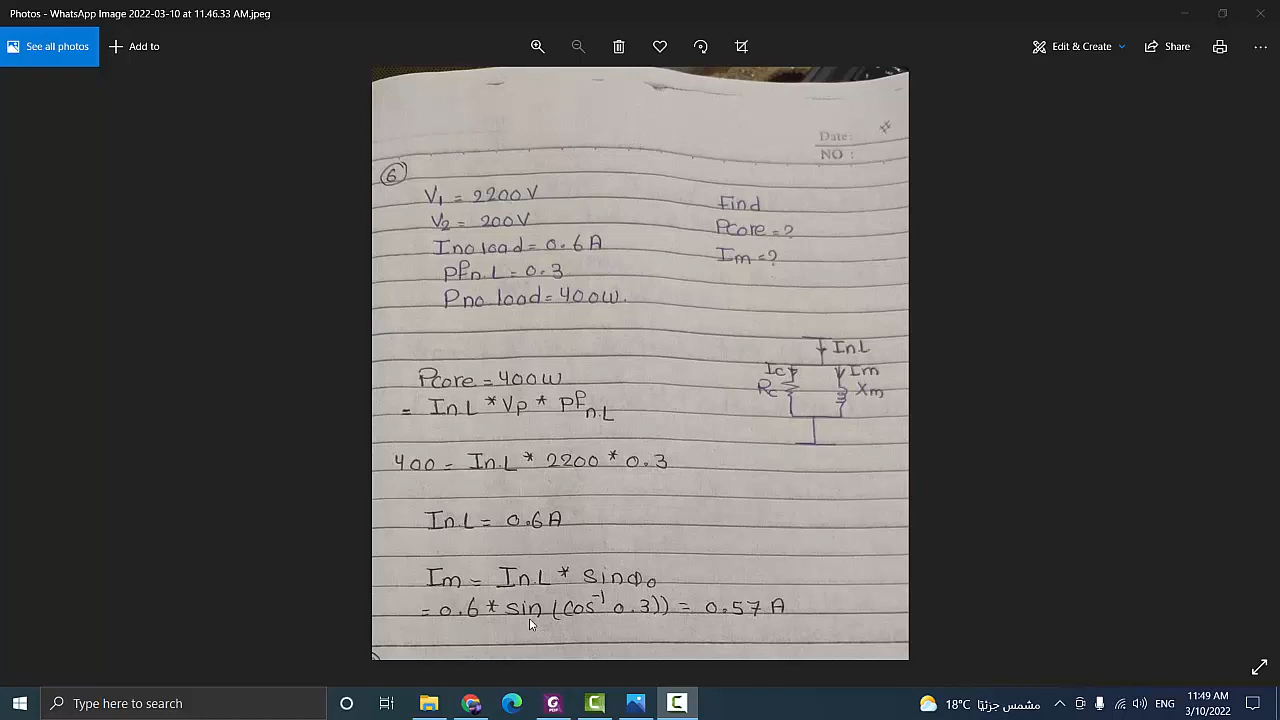 Photos - WhatsApp Image 2022-03-10 at 11.46.33 AM.jpeg
See all photos
Add to
Edit & Create
Share
Date:
NO :
6
V1 = 2200 V
V2 = 200V
Ino load = 0.6 A
Pfn.L = 0.3
Pno load = 400W.
Find
Pcore = ?
Im = ?
In.L
Ic
Im
Rc
Xm
Pcore = 400W
= In.L * Vp * Pfn.L
400 = In.L * 2200 * 0.3
In.L = 0.6A
Im = In.L * sinΦ0
= 0.6 * sin (cos⁻¹ 0.3)) = 0.57 A
Type here to search
18°C مشمس جزئيًا
ENG
11:49 AM
3/10/2022